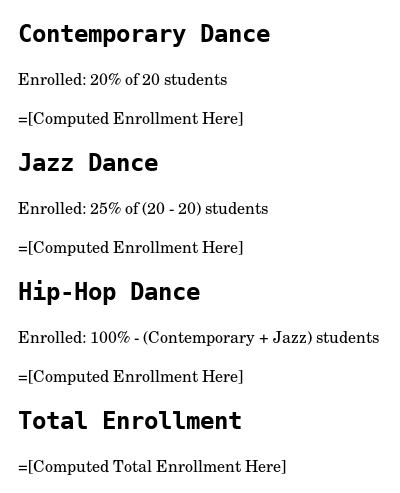 Contemporary Dance
Enrolled: 20% of 20 students
=[Computed Enrollment Here]
Jazz Dance
Enrolled: 25% of (20 - 20) students
=[Computed Enrollment Here]
Hip-Hop Dance
Enrolled: 100% - (Contemporary + Jazz) students
=[Computed Enrollment Here]
Total Enrollment
=[Computed Total Enrollment Here]